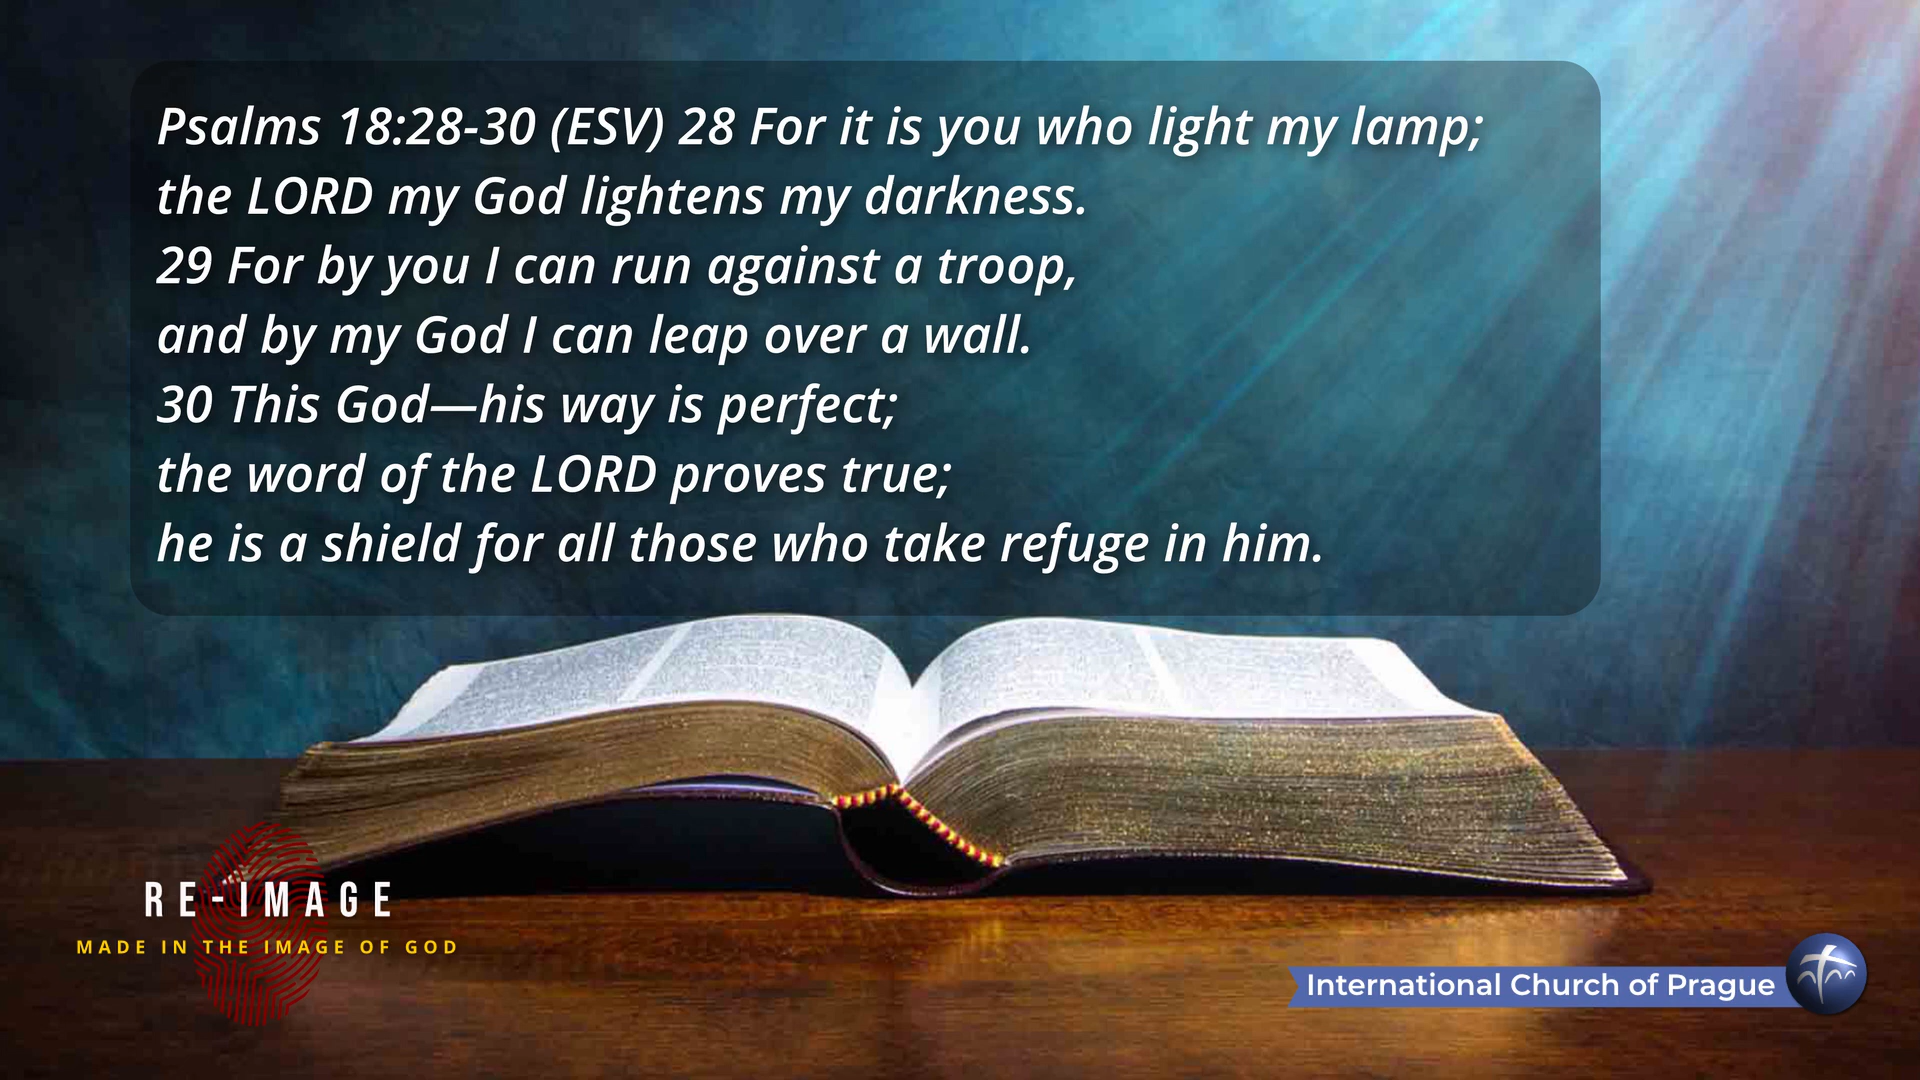 Psalms 18:28-30 (ESV) 28 For it is you who light my lamp;
the LORD my God lightens my darkness.
29 For by you I can run against a troop,
and by my God I can leap over a wall.
30 This God—his way is perfect;
the word of the LORD proves true;
he is a shield for all those who take refuge in him.
RE-IMAGE
MADE IN THE IMAGE OF GOD
International Church of Prague